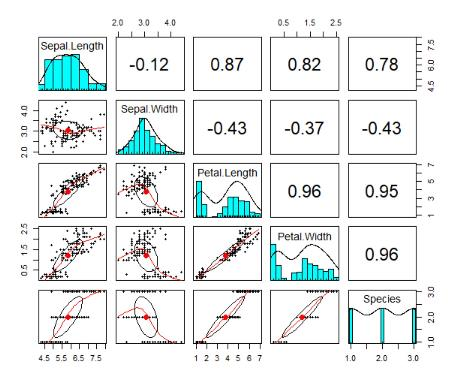 2.0 3.0 4.0
0.5 1.5 2.5
Sepal.Length
-0.12
0.87
0.82
0.78
4.5 6.0 7.5
2.0 3.0 4.0
Sepal.Width
-0.43
-0.37
-0.43
Petal.Length
0.96
0.95
1 3 5 7
0.5 1.5 2.5
Petal.Width
0.96
Species
1.0 2.0 3.0
4.5 5.5 6.5 7.5
1 2 3 4 5 6 7
1.0 2.0 3.0